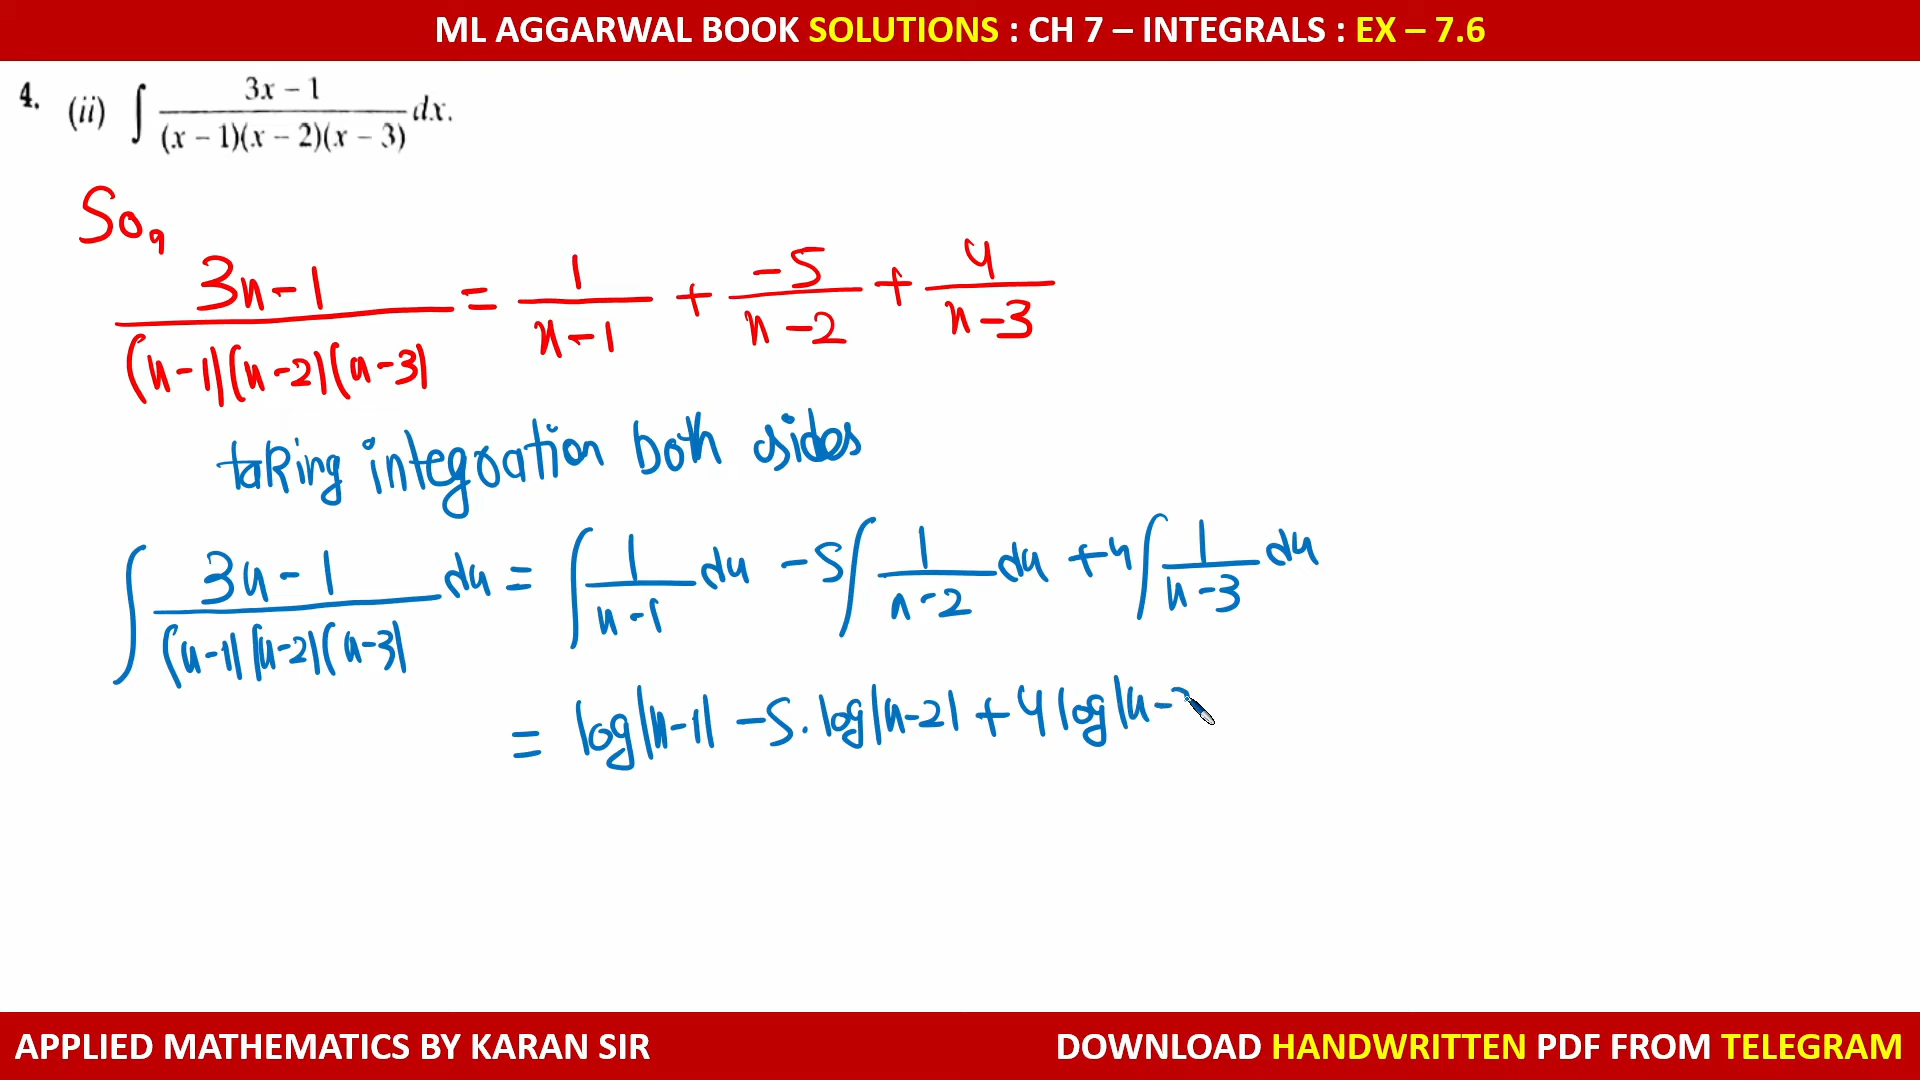 ML AGGARWAL BOOK SOLUTIONS : CH 7 – INTEGRALS : EX – 7.6
4. (ii) ∫ (3x − 1)/((x − 1)(x − 2)(x − 3)) dx.
So,
(3x-1)/((x-1)(x-2)(x-3)) = 1/(x-1) + -5/(x-2) + 4/(x-3)
taking integration both sides
∫ (3x-1)/((x-1)(x-2)(x-3)) dx = ∫ 1/(x-1) dx - 5∫ 1/(x-2) dx + 4∫ 1/(x-3) dx
= log|x-1| - 5.log|x-2| + 4 log|x-
APPLIED MATHEMATICS BY KARAN SIR
DOWNLOAD HANDWRITTEN PDF FROM TELEGRAM